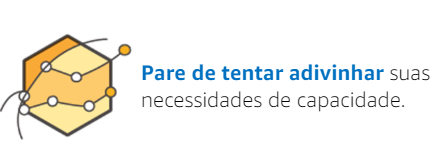 Pare de tentar adivinhar suas
necessidades de capacidade.